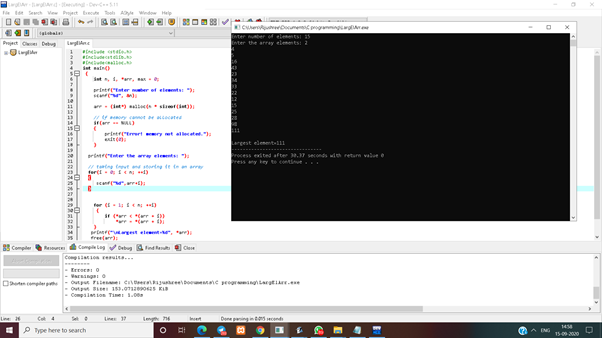 LargElArr - [LargElArr.c] - [Executing] - Dev-C++ 5.11
File Edit Search View Project Execute Tools AStyle Window Help
(globals)
Project Classes Debug
LargElArr.c
LargElArr
1 #include <stdio.h>
2 #include <stdlib.h>
3 #include<malloc.h>
4 int main()
5 {
6 int n, i, *arr, max = 0;
7
8 printf("Enter number of elements: ");
9 scanf("%d", &n);
10
11 arr = (int*) malloc(n * sizeof(int));
12
13 // if memory cannot be allocated
14 if(arr == NULL)
15 {
16 printf("Error! memory not allocated.");
17 exit(0);
18 }
19
20 printf("Enter the array elements: ");
21
22 // taking input and storing it in an array
23 for(i = 0; i < n; ++i)
24 {
25 scanf("%d",arr+i);
26 }
27
28
29 for (i = 1; i < n; ++i)
30 {
31 if (*arr < *(arr + i))
32 *arr = *(arr + i);
33 }
34 printf("\nLargest element=%d", *arr);
35 free(arr);
C:\Users\Rijushree\Documents\C programming\LargElArr.exe
Enter number of elements: 15
Enter the array elements: 2
4
16
43
23
34
33
22
12
15
25
28
98
111
Largest element=111
--------------------------------
Process exited after 30.37 seconds with return value 0
Press any key to continue . . .
Compiler Resources Compile Log Debug Find Results Close
Shorten compiler paths
Compilation results...
--------
- Errors: 0
- Warnings: 0
- Output Filename: C:\Users\Rijushree\Documents\C programming\LargElArr.exe
- Output Size: 153.0712890625 KiB
- Compilation Time: 1.08s
Line: 26 Col: 4 Sel: 0 Lines: 37 Length: 716 Insert Done parsing in 0.015 seconds
Type here to search
ENG
14:58
15-09-2020